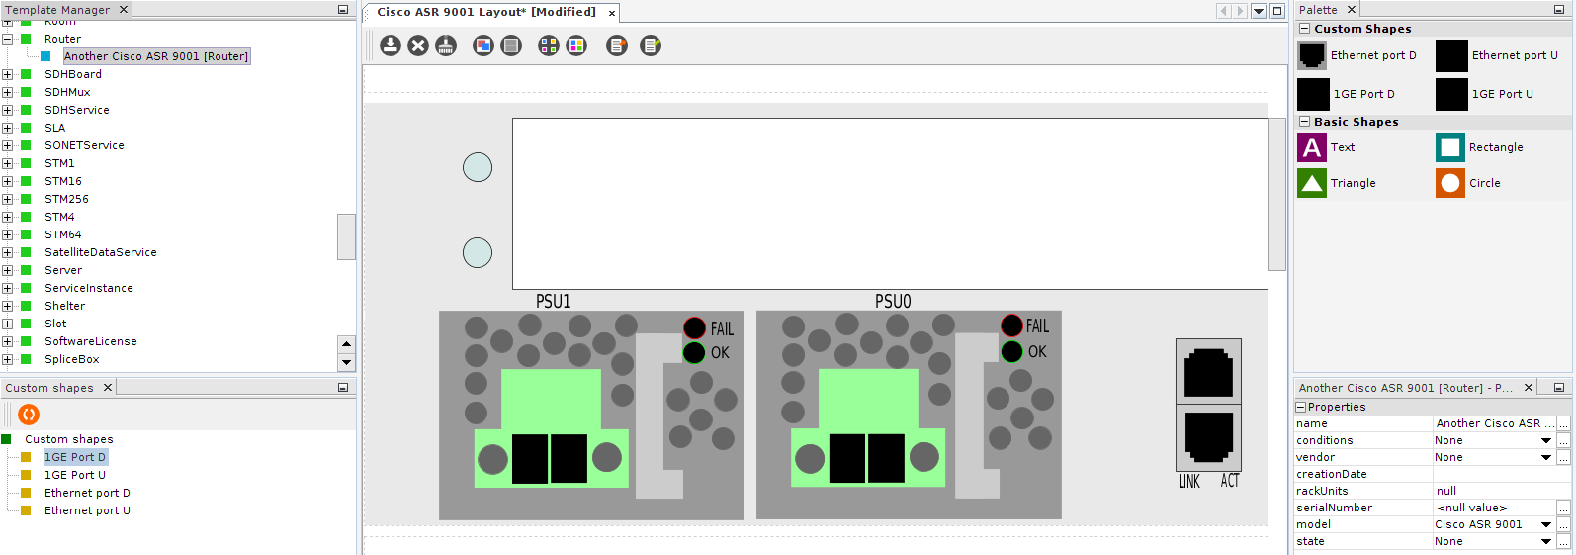 Template Manager
Room
Router
Another Cisco ASR 9001 [Router]
SDHBoard
SDHMux
SDHService
SLA
SONETService
STM1
STM16
STM256
STM4
STM64
SatelliteDataService
Server
ServiceInstance
Shelter
Slot
SoftwareLicense
SpliceBox
Custom shapes
Custom shapes
1GE Port D
1GE Port U
Ethernet port D
Ethernet port U
Cisco ASR 9001 Layout* [Modified]
PSU1
PSU0
FAIL
OK
FAIL
OK
LINK ACT
Palette
Custom Shapes
Ethernet port D
Ethernet port U
1GE Port D
1GE Port U
Basic Shapes
A Text
Rectangle
Triangle
Circle
Another Cisco ASR 9001 [Router] - P...
Properties
name Another Cisco ASR ... ...
conditions None ...
vendor None ...
creationDate
rackUnits null
serialNumber <null value> ...
model Cisco ASR 9001 ...
state None ...